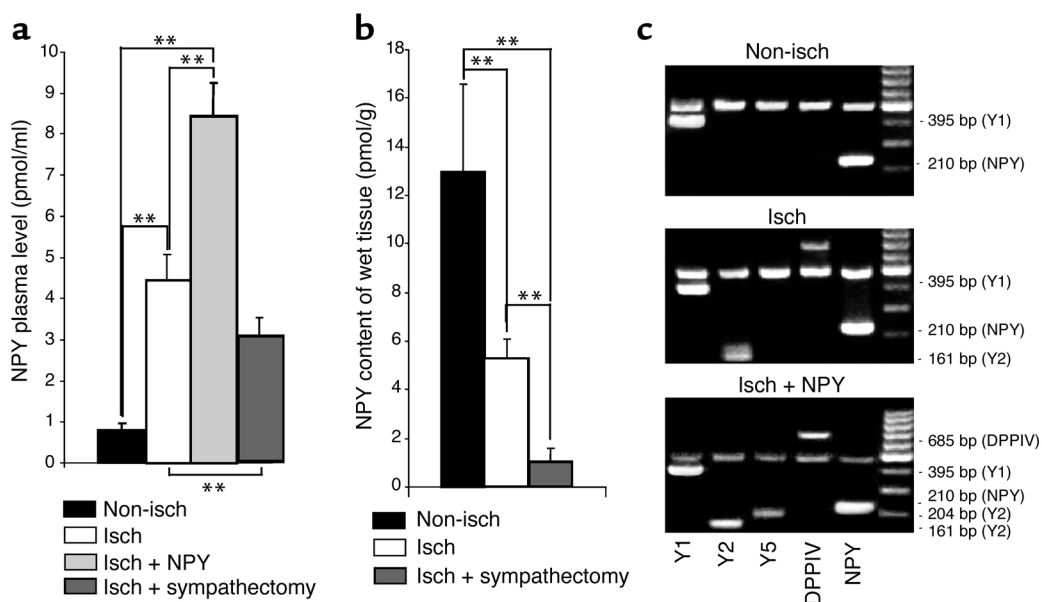 a
NPY plasma level (pmol/ml)
10
9
8
7
6
5
4
3
2
1
0
**
**
**
**
Non-isch
Isch
Isch + NPY
Isch + sympathectomy
b
NPY content of wet tissue (pmol/g)
18
16
14
12
10
8
6
4
2
0
**
**
**
Non-isch
Isch
Isch + sympathectomy
c
Non-isch
- 395 bp (Y1)
- 210 bp (NPY)
Isch
- 395 bp (Y1)
- 210 bp (NPY)
- 161 bp (Y2)
Isch + NPY
- 685 bp (DPPIV)
- 395 bp (Y1)
- 210 bp (NPY)
- 204 bp (Y2)
- 161 bp (Y2)
Y1
Y2
Y5
DPPIV
NPY